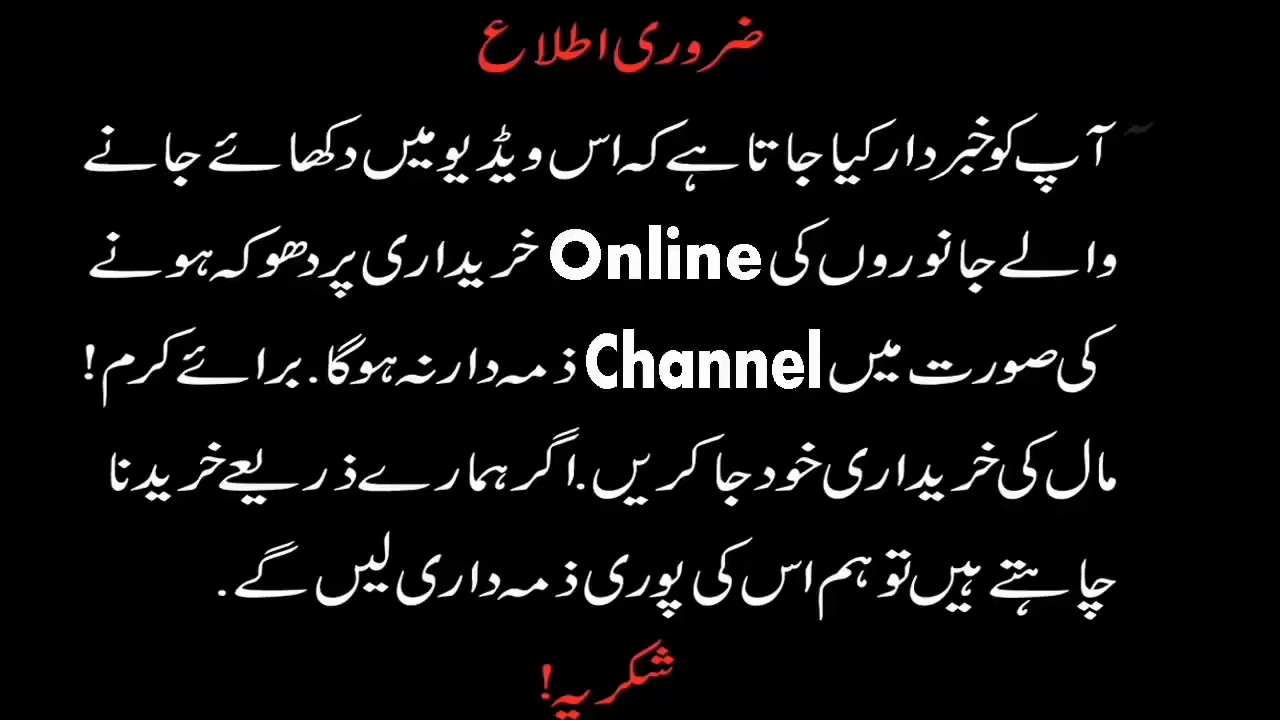 ضروری اطلاع
آپ کو خبردار کیا جاتا ہے کہ اس ویڈیو میں دکھائے جانے
والے جانوروں کی Online خریداری پر دھوکہ ہونے
کی صورت میں Channel ذمہ دار نہ ہوگا. برائے کرم!
مال کی خریداری خود جا کریں. اگر ہمارے ذریعے خریدنا
چاہتے ہیں تو ہم اس کی پوری ذمہ داری لیں گے.
شکریہ!